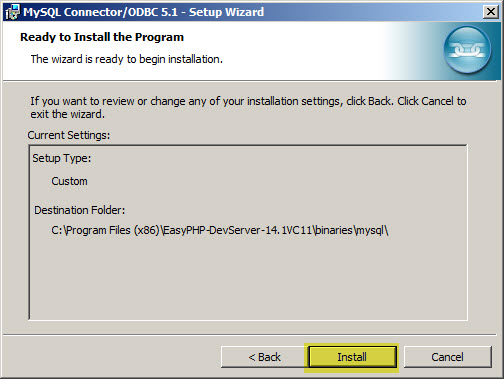 MySQL Connector/ODBC 5.1 - Setup Wizard
Ready to Install the Program
The wizard is ready to begin installation.
If you want to review or change any of your installation settings, click Back. Click Cancel to
exit the wizard.
Current Settings:
Setup Type:
Custom
Destination Folder:
C:\Program Files (x86)\EasyPHP-DevServer-14.1VC11\binaries\mysql\
< Back
Install
Cancel